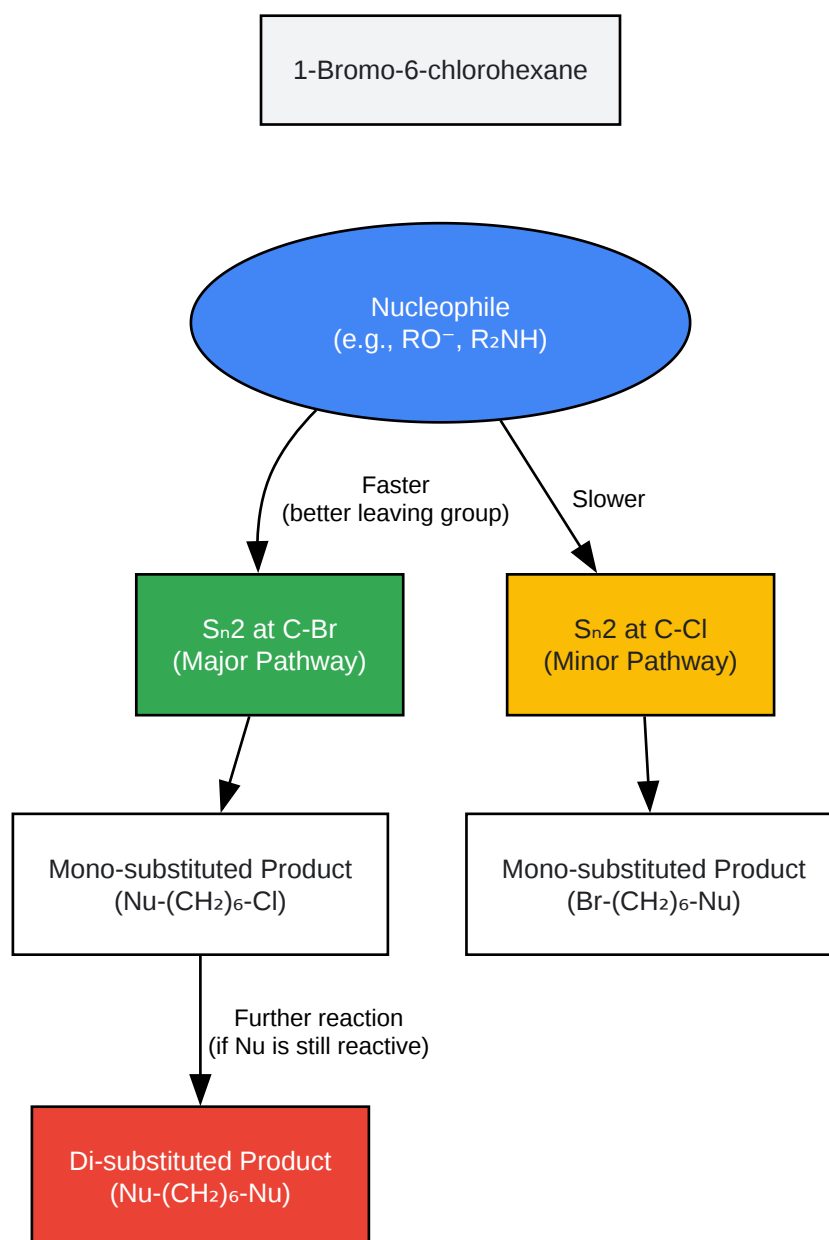 1-Bromo-6-chlorohexane
Nucleophile
(e.g., RO⁻, R₂NH)
Faster
(better leaving group)
Slower
Sₙ2 at C-Br
(Major Pathway)
Sₙ2 at C-Cl
(Minor Pathway)
Mono-substituted Product
(Nu-(CH₂)₆-Cl)
Mono-substituted Product
(Br-(CH₂)₆-Nu)
Further reaction
(if Nu is still reactive)
Di-substituted Product
(Nu-(CH₂)₆-Nu)